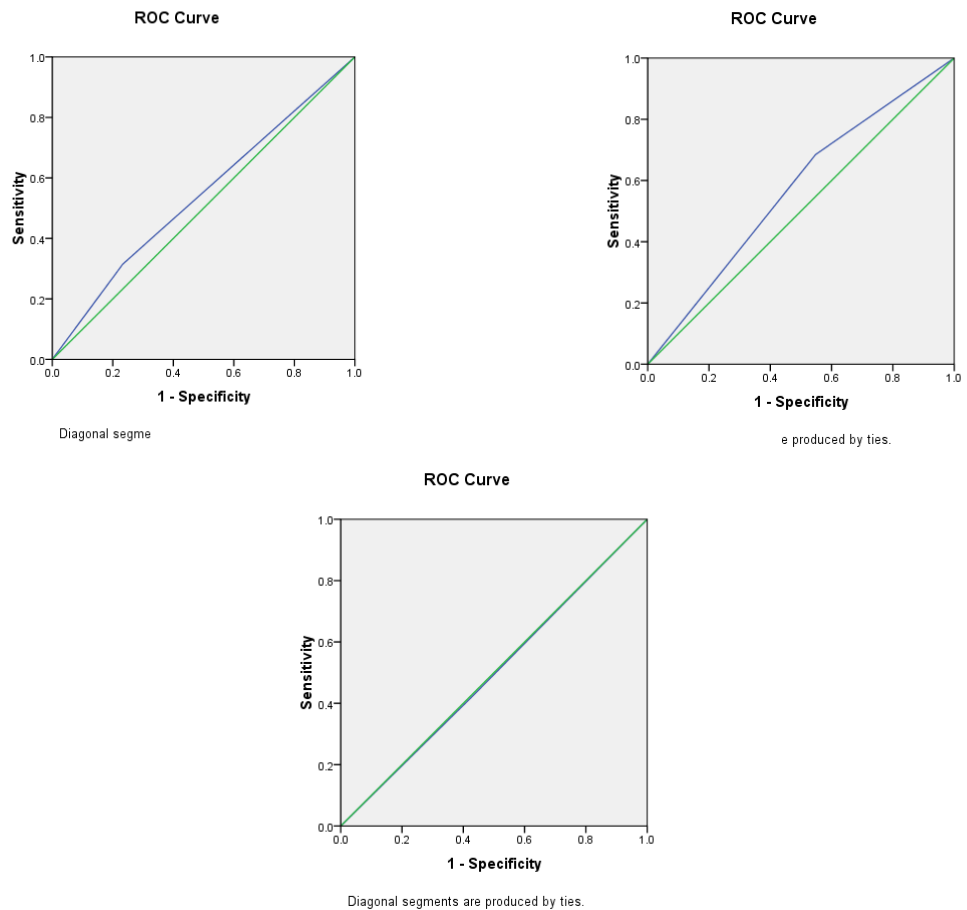 ROC Curve
1.0
0.8
0.6
0.4
0.2
0.0
Sensitivity
0.0 0.2 0.4 0.6 0.8 1.0
1 - Specificity
Diagonal segme
ROC Curve
1.0
0.8
0.6
0.4
0.2
0.0
Sensitivity
0.0 0.2 0.4 0.6 0.8 1.0
1 - Specificity
e produced by ties.
ROC Curve
1.0
0.8
0.6
0.4
0.2
0.0
Sensitivity
0.0 0.2 0.4 0.6 0.8 1.0
1 - Specificity
Diagonal segments are produced by ties.